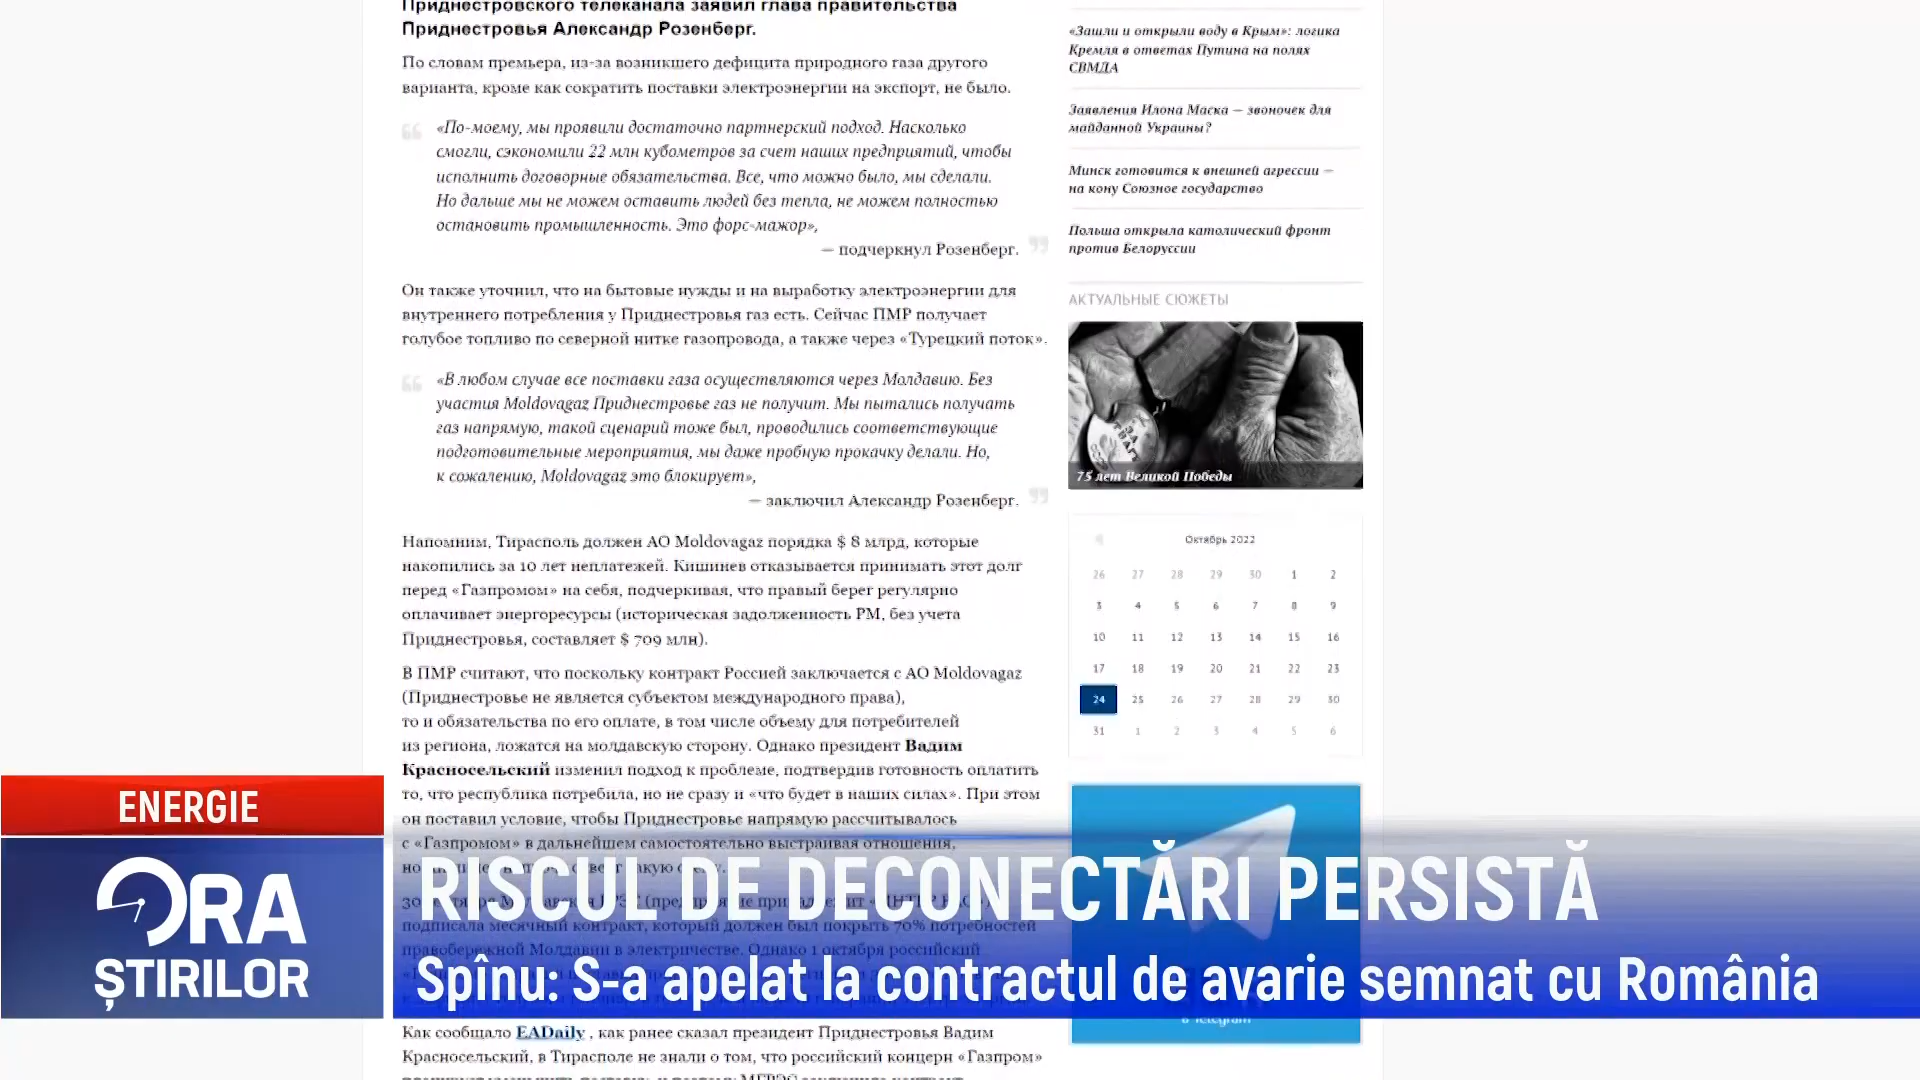 Приднестровского телеканала заявил глава правительства
Приднестровья Александр Розенберг.
По словам премьера, из-за возникшего дефицита природного газа другого
варианта, кроме как сократить поставки электроэнергии на экспорт, не было.
«По-моему, мы проявили достаточно партнерский подход. Насколько
смогли, сэкономили 22 млн кубометров за счет наших предприятий, чтобы
исполнить договорные обязательства. Все, что можно было, мы сделали.
Но дальше мы не можем оставить людей без тепла, не можем полностью
остановить промышленность. Это форс-мажор»,
— подчеркнул Розенберг.
Он также уточнил, что на бытовые нужды и на выработку электроэнергии для
внутреннего потребления у Приднестровья газ есть. Сейчас ПМР получает
голубое топливо по северной нитке газопровода, а также через «Турецкий поток».
«В любом случае все поставки газа осуществляются через Молдавию. Без
участия Moldovagaz Приднестровье газ не получит. Мы пытались получать
газ напрямую, такой сценарий тоже был, проводились соответствующие
подготовительные мероприятия, мы даже пробную прокачку делали. Но,
к сожалению, Moldovagaz это блокирует»,
— заключил Александр Розенберг.
Напомним, Тирасполь должен АО Moldovagaz порядка $ 8 млрд, которые
накопились за 10 лет неплатежей. Кишинев отказывается принимать этот долг
перед «Газпромом» на себя, подчеркивая, что правый берег регулярно
оплачивает энергоресурсы (историческая задолженность РМ, без учета
Приднестровья, составляет $ 709 млн).
В ПМР считают, что поскольку контракт Россией заключается с АО Moldovagaz
(Приднестровье не является субъектом международного права),
то и обязательства по его оплате, в том числе объему для потребителей
из региона, ложатся на молдавскую сторону. Однако президент Вадим
Красносельский изменил подход к проблеме, подтвердив готовность оплатить
то, что республика потребила, но не сразу и «что будет в наших силах». При этом
он поставил условие, чтобы Приднестровье напрямую рассчитывалось
с «Газпромом» в дальнейшем самостоятельно выстраивая отношения,
подписала месячный контракт, который должен был покрыть 70% потребностей
правобережной Молдавии в электричестве. Однако 1 октября российский
Как сообщало EADaily , как ранее сказал президент Приднестровья Вадим
Красносельский, в Тирасполе не знали о том, что российский концерн «Газпром»
«Зашли и открыли воду в Крым»: логика
Кремля в ответах Путина на полях
СВМДА
Заявления Илона Маска — звоночек для
майданной Украины?
Минск готовится к внешней агрессии —
на кону Союзное государство
Польша открыла католический фронт
против Белоруссии
АКТУАЛЬНЫЕ СЮЖЕТЫ
75 лет Великой Победы
Октябрь 2022
26 27 28 29 30 1 2
3 4 5 6 7 8 9
10 11 12 13 14 15 16
17 18 19 20 21 22 23
24 25 26 27 28 29 30
31 1 2 3 4 5 6
в Telegram
ENERGIE
ORA
ȘTIRILOR
RISCUL DE DECONECTĂRI PERSISTĂ
Spînu: S-a apelat la contractul de avarie semnat cu România